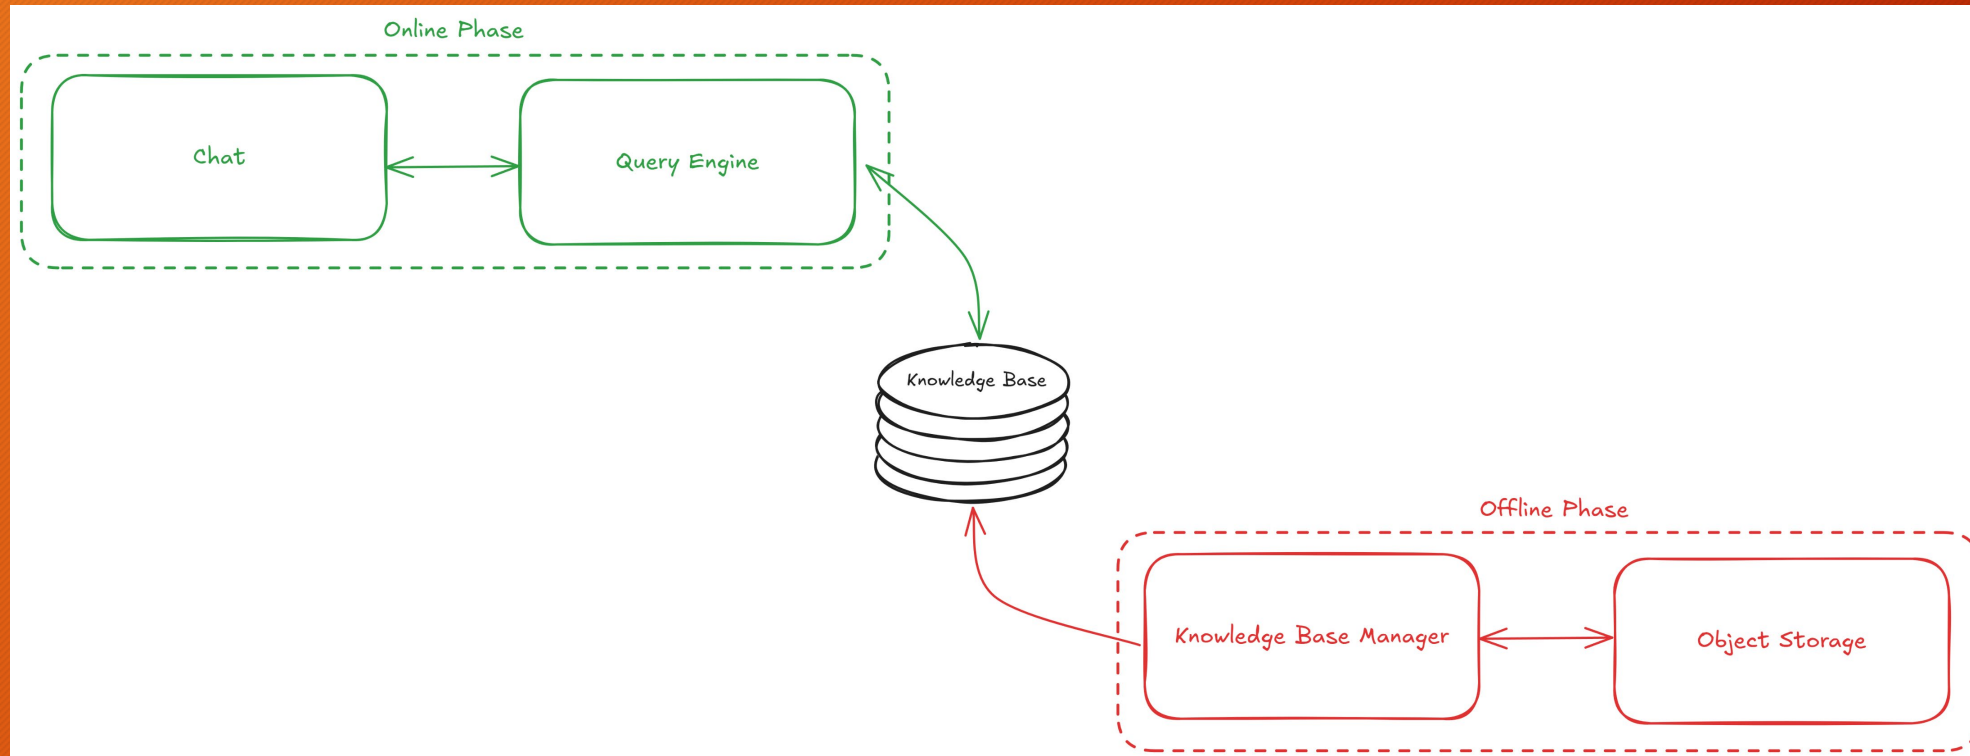 Online Phase
Chat
Query Engine
Knowledge Base
Offline Phase
Knowledge Base Manager
Object Storage